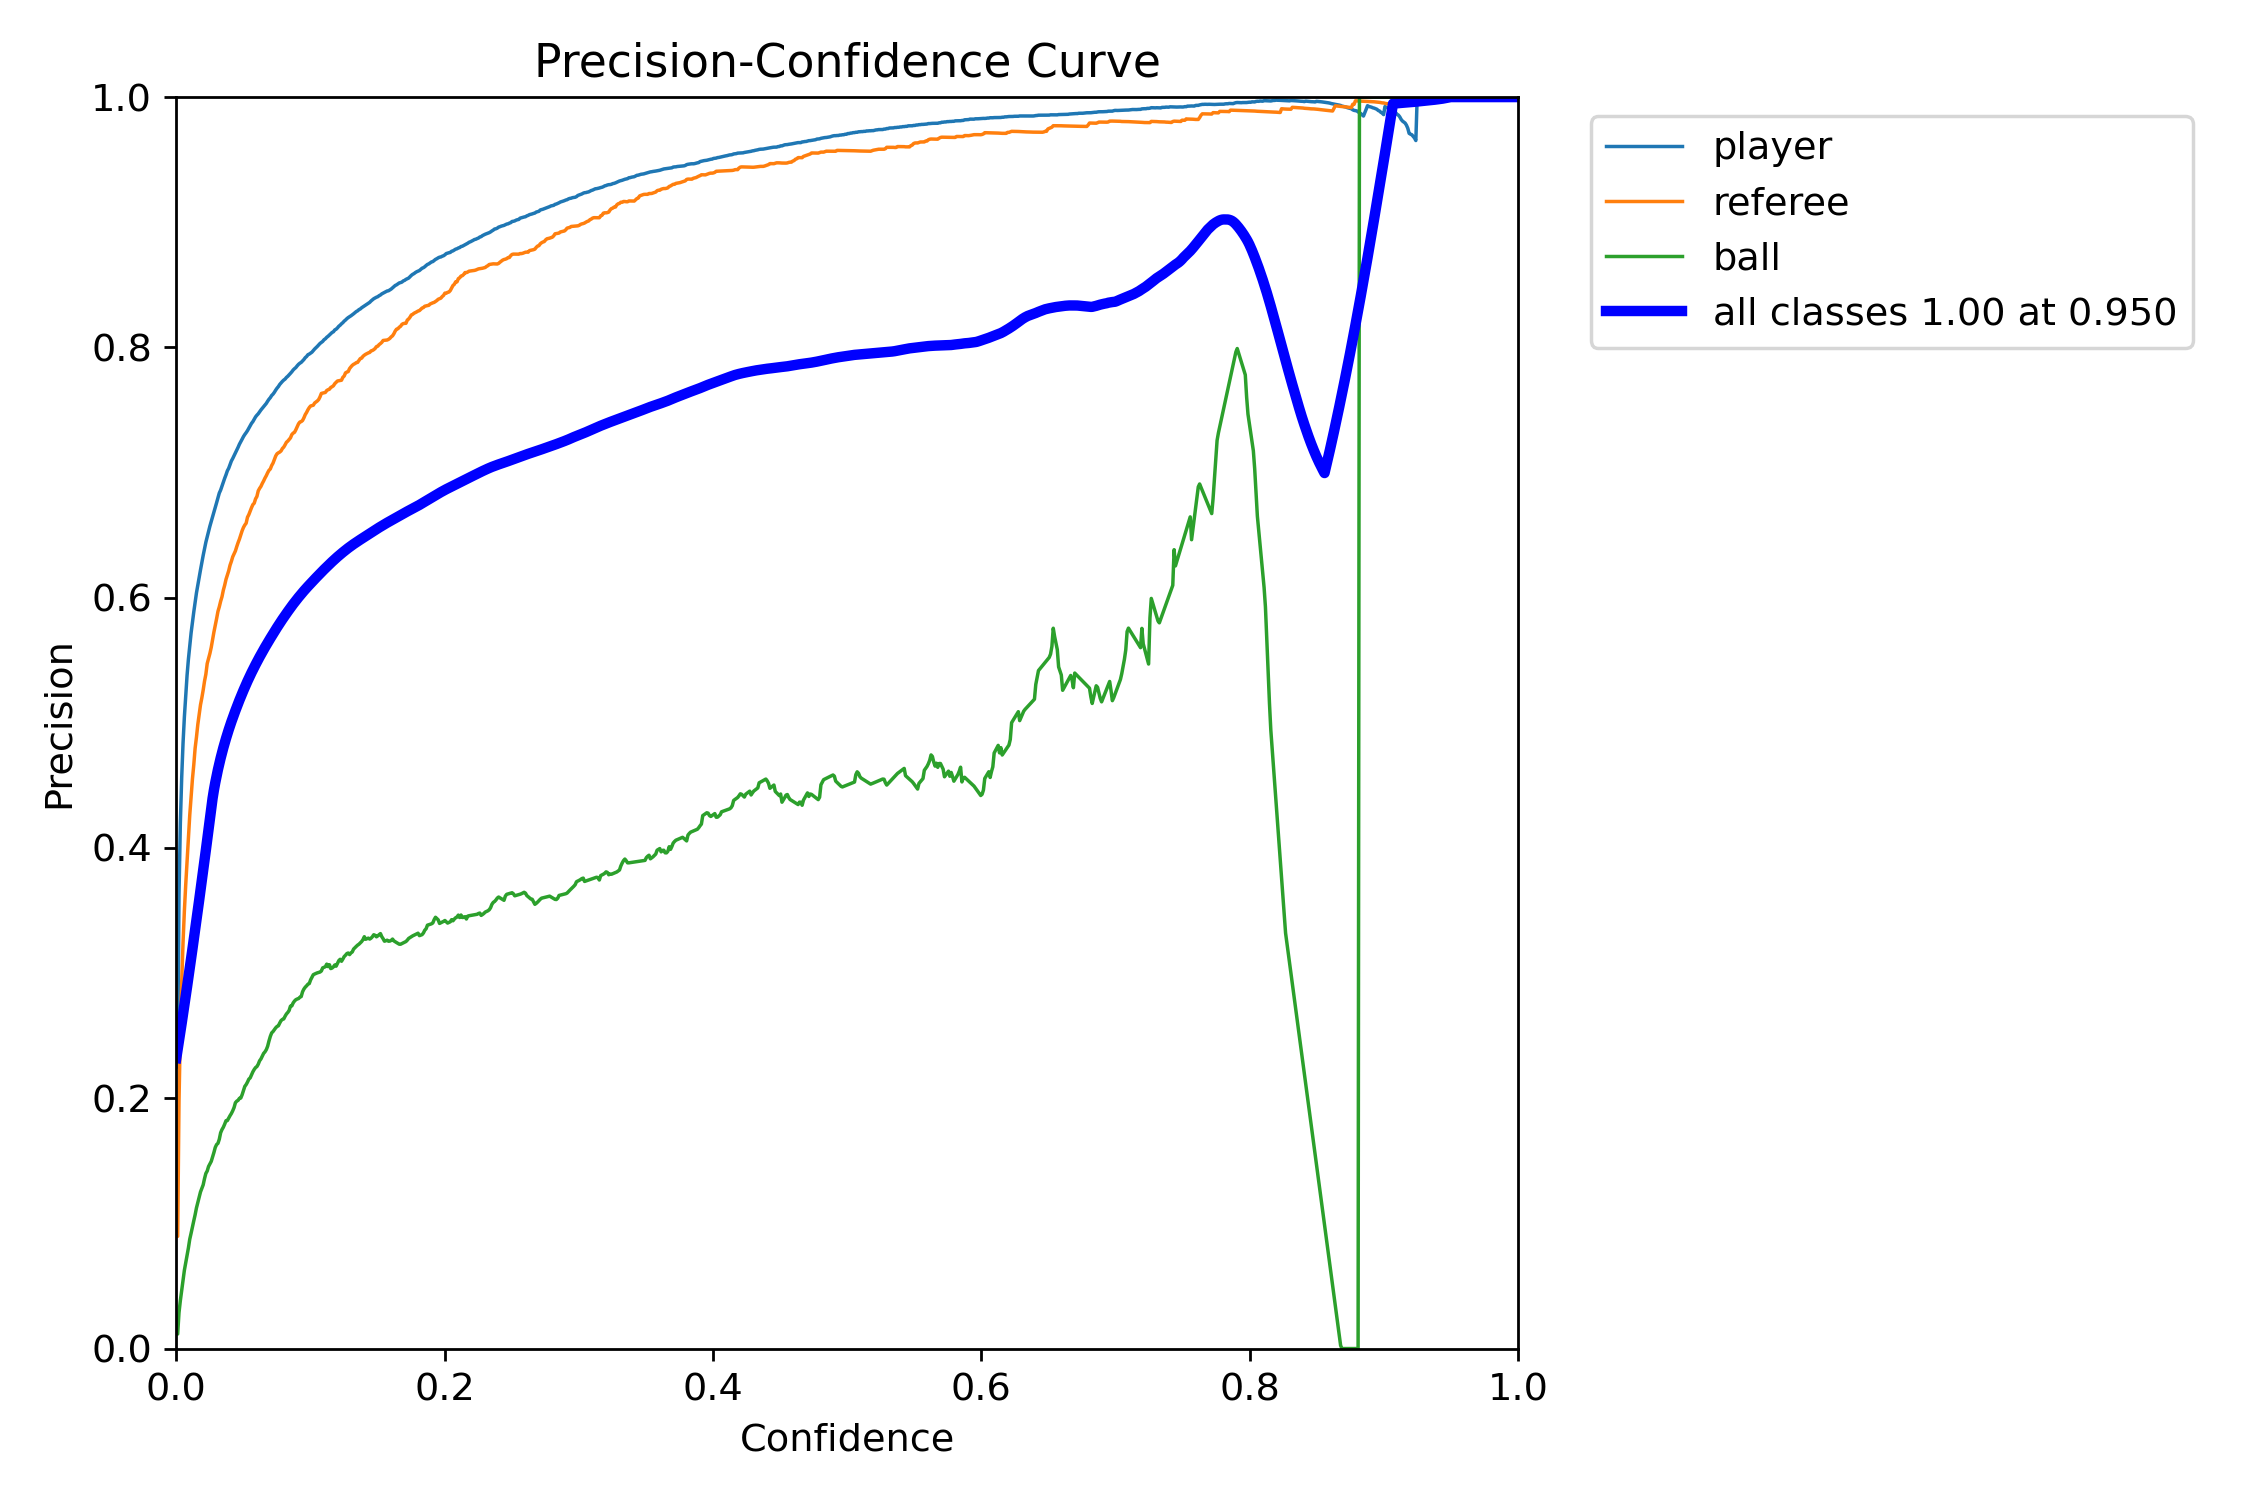 Precision-Confidence Curve
1.0
0.8
0.6
0.4
0.2
0.0
Precision
0.0 0.2 0.4 0.6 0.8 1.0
Confidence
player
referee
ball
all classes 1.00 at 0.950